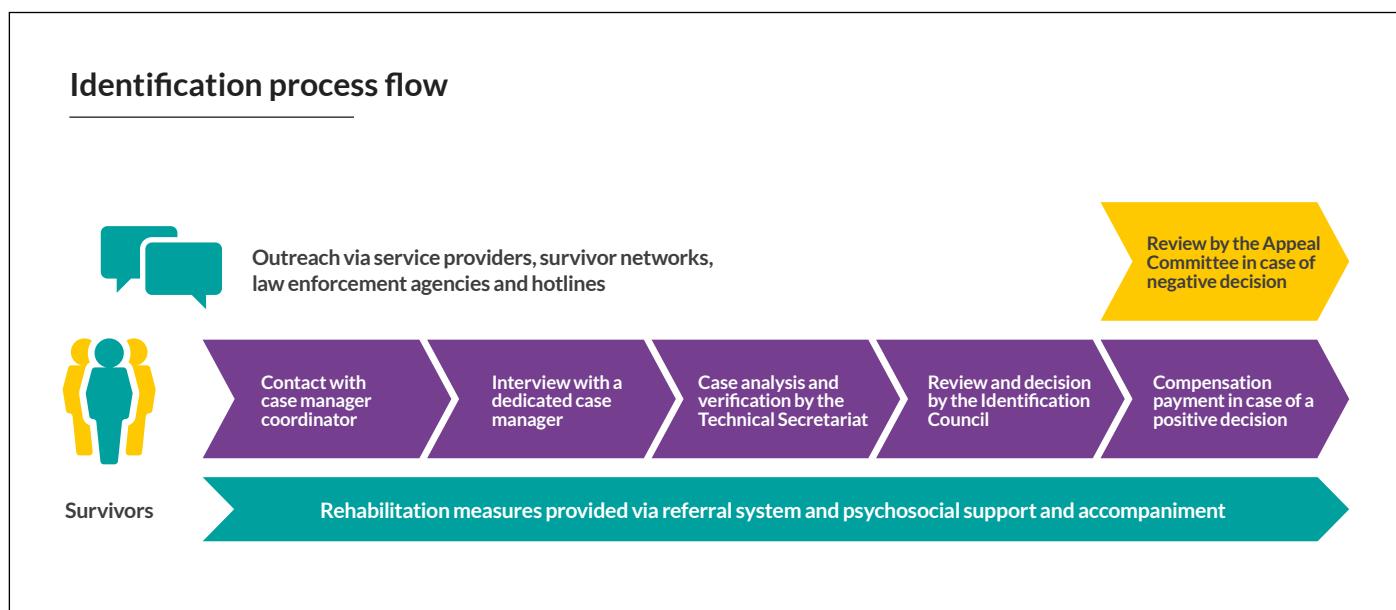 Identification process flow
Outreach via service providers, survivor networks,
law enforcement agencies and hotlines
Review by the Appeal
Committee in case of
negative decision
Contact with
case manager
coordinator
Interview with a
dedicated case
manager
Case analysis and
verification by the
Technical Secretariat
Review and decision
by the Identification
Council
Compensation
payment in case of a
positive decision
Survivors
Rehabilitation measures provided via referral system and psychosocial support and accompaniment